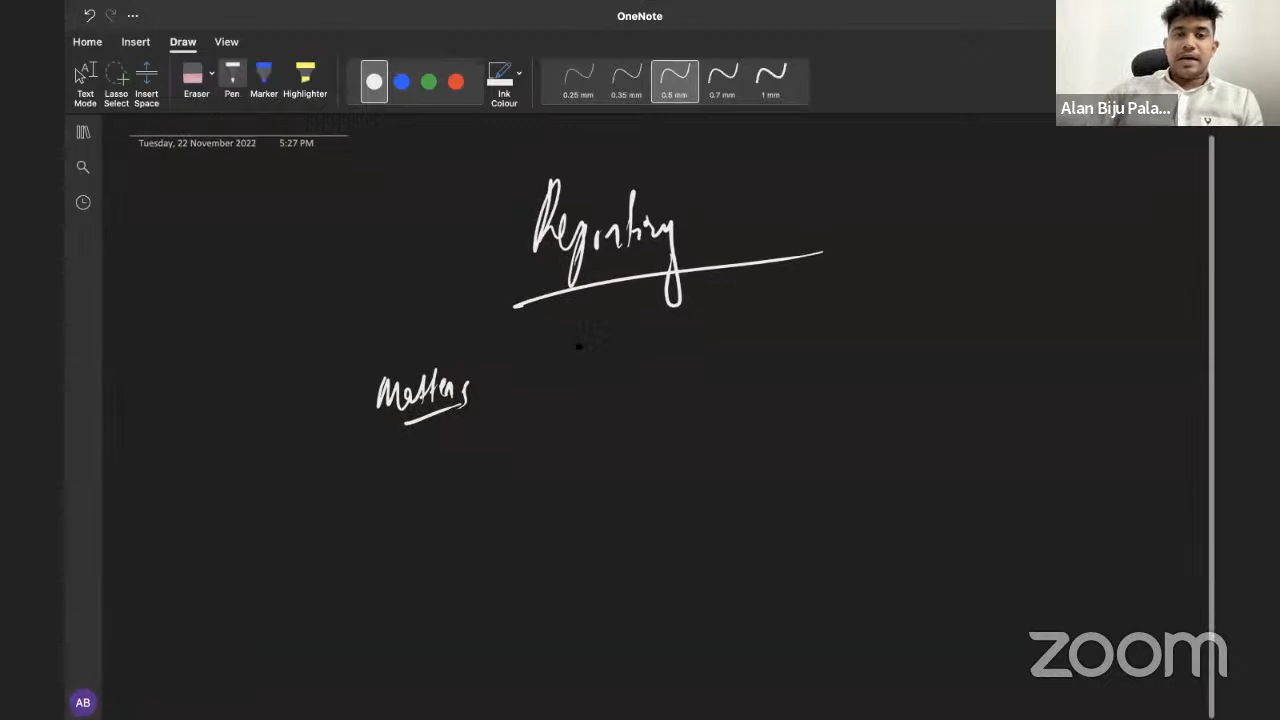 OneNote
Home Insert Draw View
Text Mode
Lasso Select
Insert Space
Eraser
Pen
Marker
Highlighter
Ink Colour
0.25 mm
0.35 mm
0.5 mm
0.7 mm
1 mm
Alan Biju Pala...
Tuesday, 22 November 2022 5:27 PM
Reporting
Matters
AB
zoom